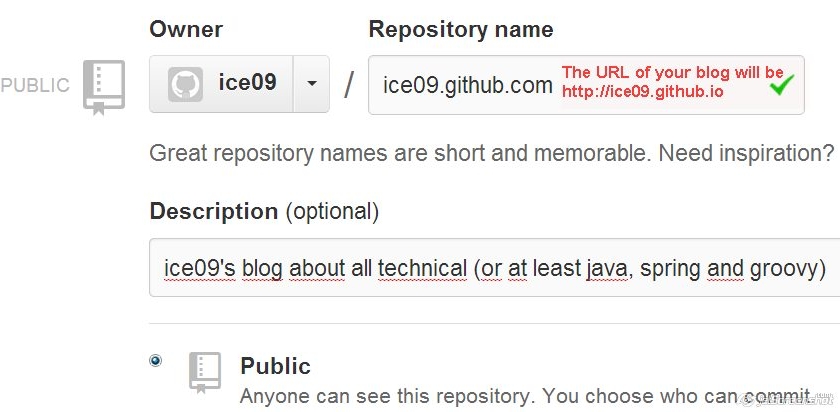 Owner Repository name
PUBLIC
ice09 / ice09.github.com
The URL of your blog will be
http://ice09.github.io
Great repository names are short and memorable. Need inspiration?
Description (optional)
ice09's blog about all technical (or at least java, spring and groovy)
Public
Anyone can see this repository. You choose who can commit.